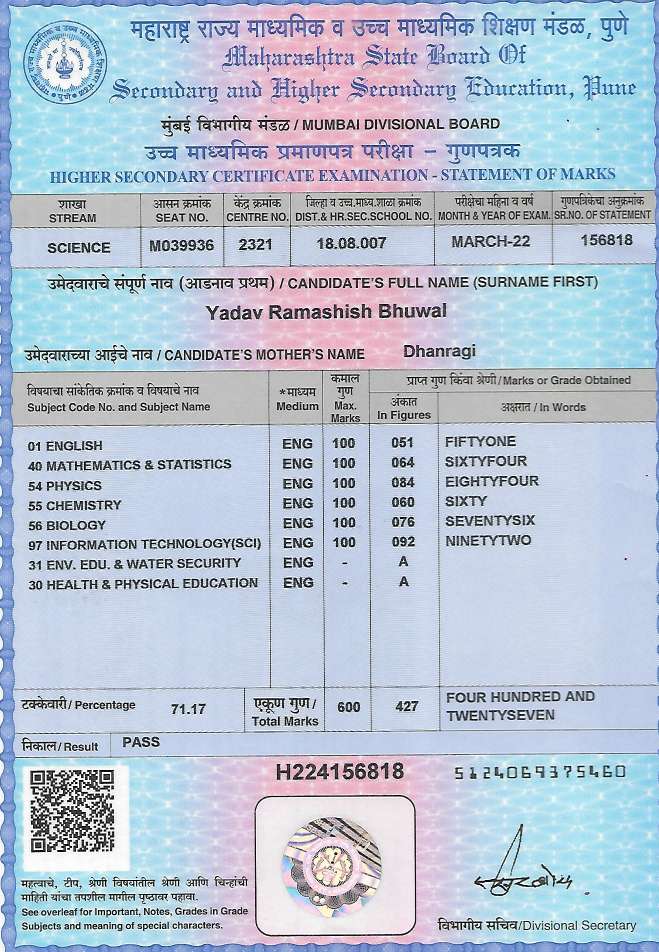 महाराष्ट्र राज्य माध्यमिक व उच्च माध्यमिक शिक्षण मंडळ, पुणे
Maharashtra State Board Of
Secondary and Higher Secondary Education, Pune
मुंबई विभागीय मंडळ / MUMBAI DIVISIONAL BOARD
उच्च माध्यमिक प्रमाणपत्र परीक्षा – गुणपत्रक
HIGHER SECONDARY CERTIFICATE EXAMINATION - STATEMENT OF MARKS
शाखा आसन क्रमांक केंद्र क्रमांक जिल्हा व उच्च.माध्य.शाळा क्रमांक परीक्षेचा महिना व वर्ष गुणपत्रिकेचा अनुक्रमांक
STREAM SEAT NO. CENTRE NO. DIST.& HR.SEC.SCHOOL NO. MONTH & YEAR OF EXAM. SR.NO. OF STATEMENT
SCIENCE M039936 2321 18.08.007 MARCH-22 156818
उमेदवाराचे संपूर्ण नाव (आडनाव प्रथम) / CANDIDATE'S FULL NAME (SURNAME FIRST)
Yadav Ramashish Bhuwal
उमेदवाराच्या आईचे नाव / CANDIDATE'S MOTHER'S NAME Dhanragi
विषयाचा सांकेतिक क्रमांक व विषयाचे नाव
Subject Code No. and Subject Name
*माध्यम
Medium
कमाल
गुण
Max.
Marks
प्राप्त गुण किंवा श्रेणी/Marks or Grade Obtained
अंकात
In Figures
अक्षरात / In Words
01 ENGLISH ENG 100 051 FIFTYONE
40 MATHEMATICS & STATISTICS ENG 100 064 SIXTYFOUR
54 PHYSICS ENG 100 084 EIGHTYFOUR
55 CHEMISTRY ENG 100 060 SIXTY
56 BIOLOGY ENG 100 076 SEVENTYSIX
97 INFORMATION TECHNOLOGY(SCI) ENG 100 092 NINETYTWO
31 ENV. EDU. & WATER SECURITY ENG - A
30 HEALTH & PHYSICAL EDUCATION ENG - A
टक्केवारी/ Percentage 71.17 एकूण गुण/ Total Marks 600 427 FOUR HUNDRED AND
TWENTYSEVEN
निकाल/ Result PASS
H224156818 5124069375460
महत्वाचे, टीप, श्रेणी विषयांतील श्रेणी आणि चिन्हांची
माहिती यांचा तपशील मागील पृष्ठावर पहावा.
See overleaf for Important, Notes, Grades in Grade
Subjects and meaning of special characters.
विभागीय सचिव/Divisional Secretary